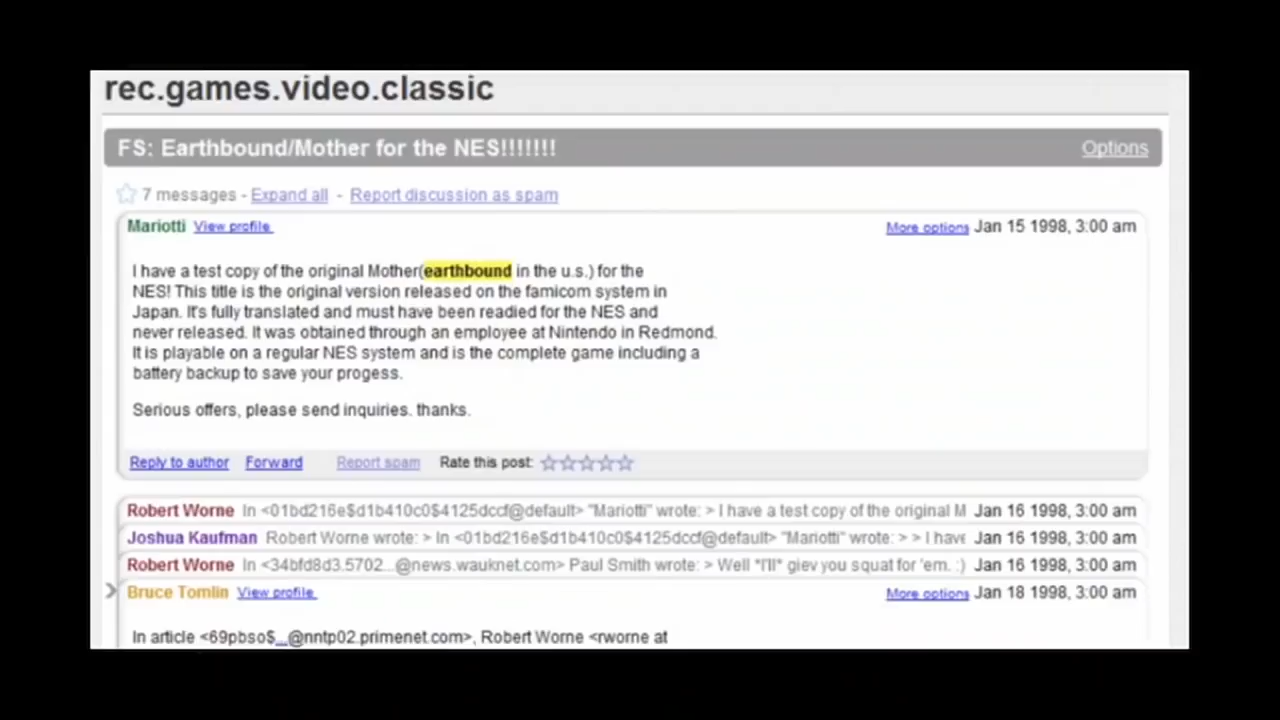 rec.games.video.classic
FS: Earthbound/Mother for the NES!!!!!!! Options
7 messages - Expand all - Report discussion as spam
Mariotti View profile More options Jan 15 1998, 3:00 am
I have a test copy of the original Mother(earthbound in the u.s.) for the
NES! This title is the original version released on the famicom system in
Japan. It's fully translated and must have been readied for the NES and
never released. It was obtained through an employee at Nintendo in Redmond.
It is playable on a regular NES system and is the complete game including a
battery backup to save your progess.
Serious offers, please send inquiries. thanks.
Reply to author Forward Report spam Rate this post:
Robert Worne In <01bd216e$d1b410c0$4125dccf@default> "Mariotti" wrote: > I have a test copy of the original M Jan 16 1998, 3:00 am
Joshua Kaufman Robert Worne wrote: > In <01bd216e$d1b410c0$4125dccf@default> "Mariotti" wrote: > > I have Jan 16 1998, 3:00 am
Robert Worne In <34bfd8d3.5702...@news.wauknet.com> Paul Smith wrote: > Well *I'll* giev you squat for 'em. :) Jan 16 1998, 3:00 am
Bruce Tomlin View profile More options Jan 18 1998, 3:00 am
In article <69pbso$...@nntp02.primenet.com>, Robert Worne <rworne at